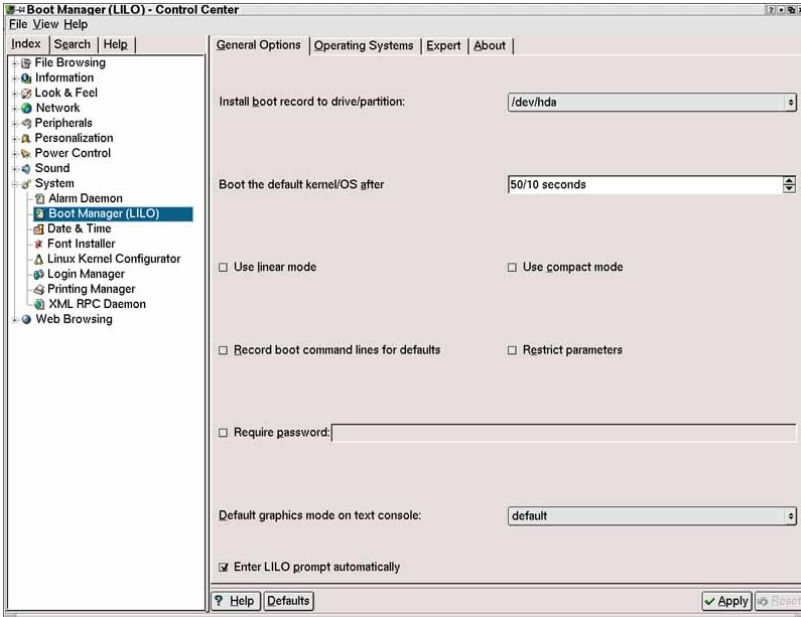 Boot Manager (LILO) - Control Center
File View Help
Index Search Help
File Browsing
Information
Look & Feel
Network
Peripherals
Personalization
Power Control
Sound
System
Alarm Daemon
Boot Manager (LILO)
Date & Time
Font Installer
Linux Kernel Configurator
Login Manager
Printing Manager
XML RPC Daemon
Web Browsing
General Options Operating Systems Expert About
Install boot record to drive/partition: /dev/hda
Boot the default kernel/OS after 50/10 seconds
Use linear mode Use compact mode
Record boot command lines for defaults Restrict parameters
Require password:
Default graphics mode on text console: default
Enter LILO prompt automatically
? Help Defaults Apply Reset